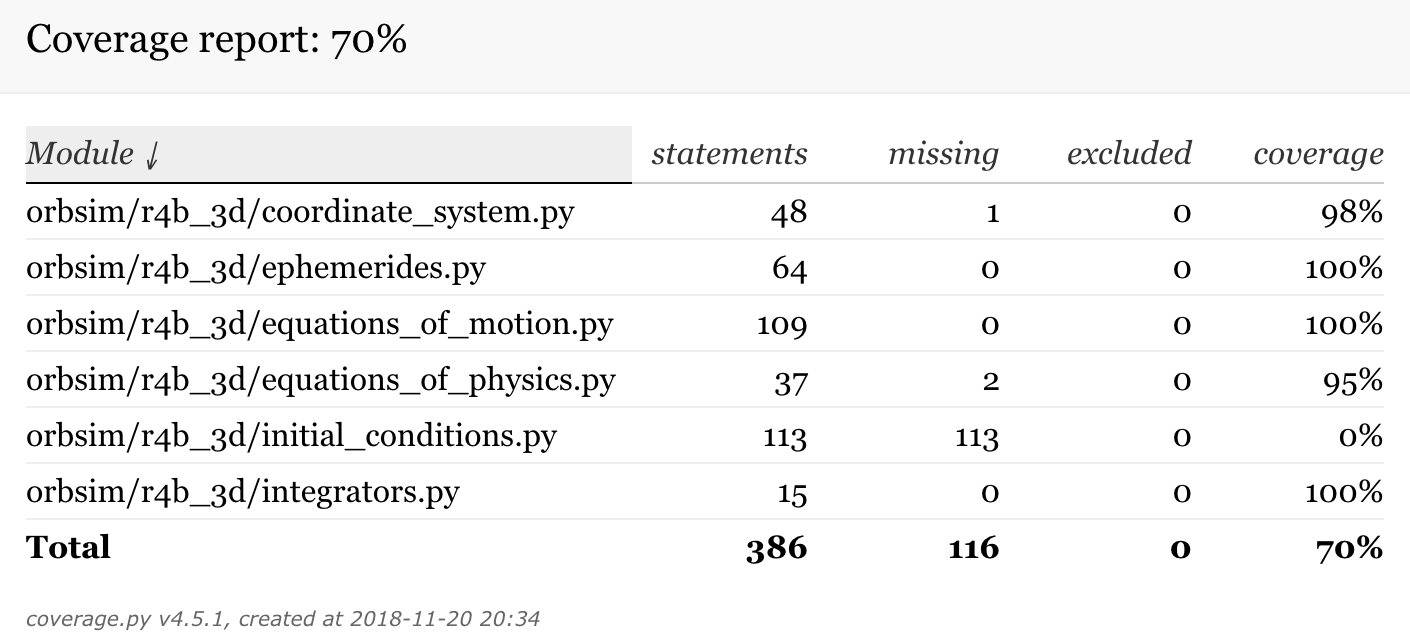 Coverage report: 70%
Module ↓ statements missing excluded coverage
orbsim/r4b_3d/coordinate_system.py 48 1 0 98%
orbsim/r4b_3d/ephemerides.py 64 0 0 100%
orbsim/r4b_3d/equations_of_motion.py 109 0 0 100%
orbsim/r4b_3d/equations_of_physics.py 37 2 0 95%
orbsim/r4b_3d/initial_conditions.py 113 113 0 0%
orbsim/r4b_3d/integrators.py 15 0 0 100%
Total 386 116 0 70%
coverage.py v4.5.1, created at 2018-11-20 20:34